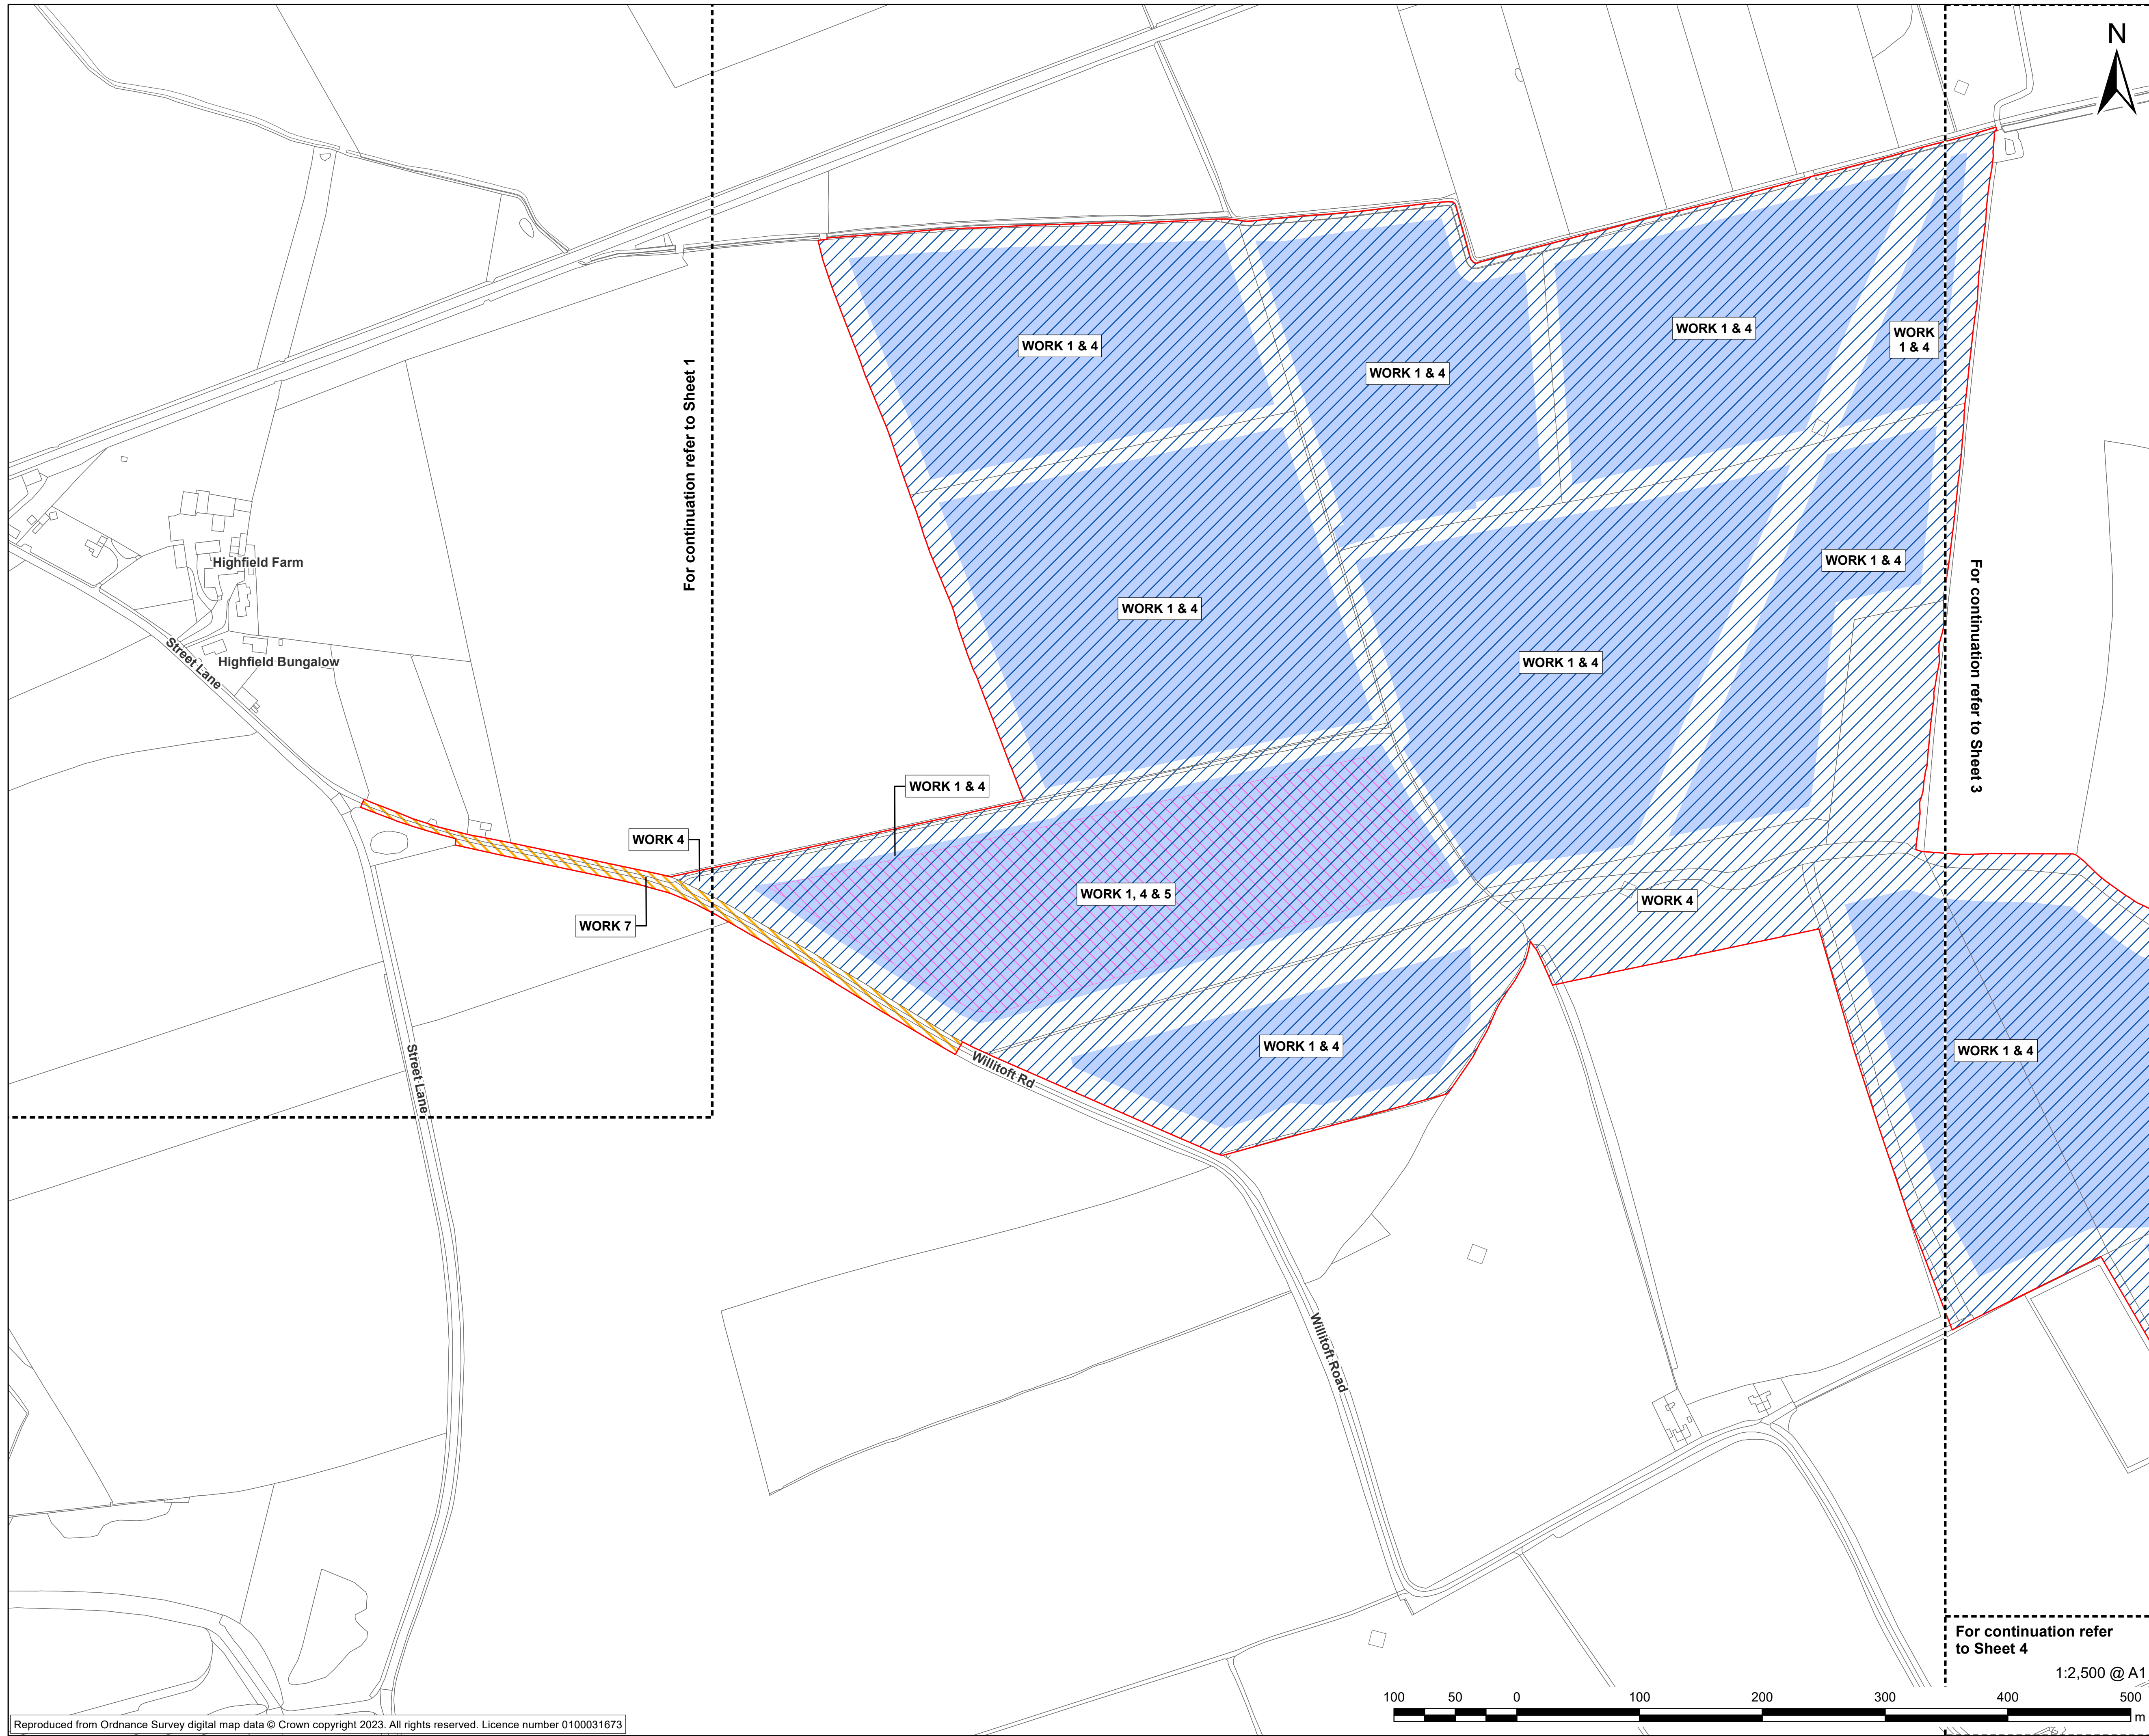 N
For continuation refer to Sheet 1
WORK 1 & 4
WORK 1 & 4
WORK 1 & 4
WORK
1 & 4
Highfield Farm
Highfield Bungalow
Street Lane
WORK 1 & 4
WORK 1 & 4
WORK 1 & 4
For continuation refer to Sheet 3
WORK 1 & 4
WORK 4
WORK 7
WORK 1, 4 & 5
WORK 4
WORK 1 & 4
WORK 1 & 4
Willitoft Rd
Street Lane
Willitoft Road
For continuation refer
to Sheet 4
1:2,500 @ A1
100 50 0 100 200 300 400 500
m
Reproduced from Ordnance Survey digital map data © Crown copyright 2023. All rights reserved. Licence number 0100031673